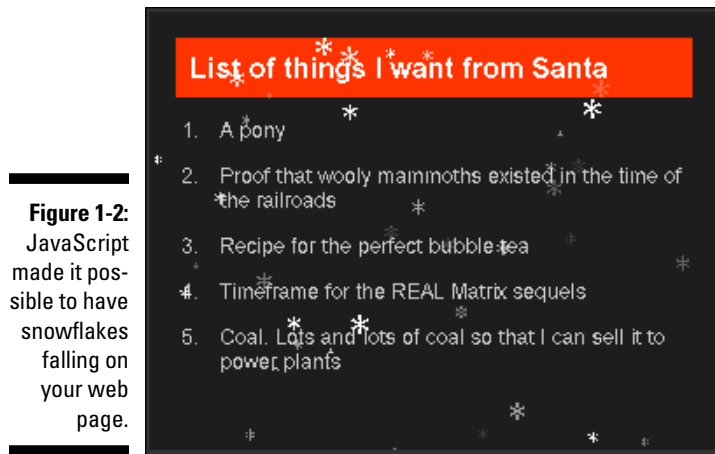 List of things I want from Santa
1. A pony
2. Proof that wooly mammoths existed in the time of
the railroads
3. Recipe for the perfect bubble tea
4. Timeframe for the REAL Matrix sequels
5. Coal. Lots and lots of coal so that I can sell it to
power plants
Figure 1-2:
JavaScript
made it pos-
sible to have
snowflakes
falling on
your web
page.